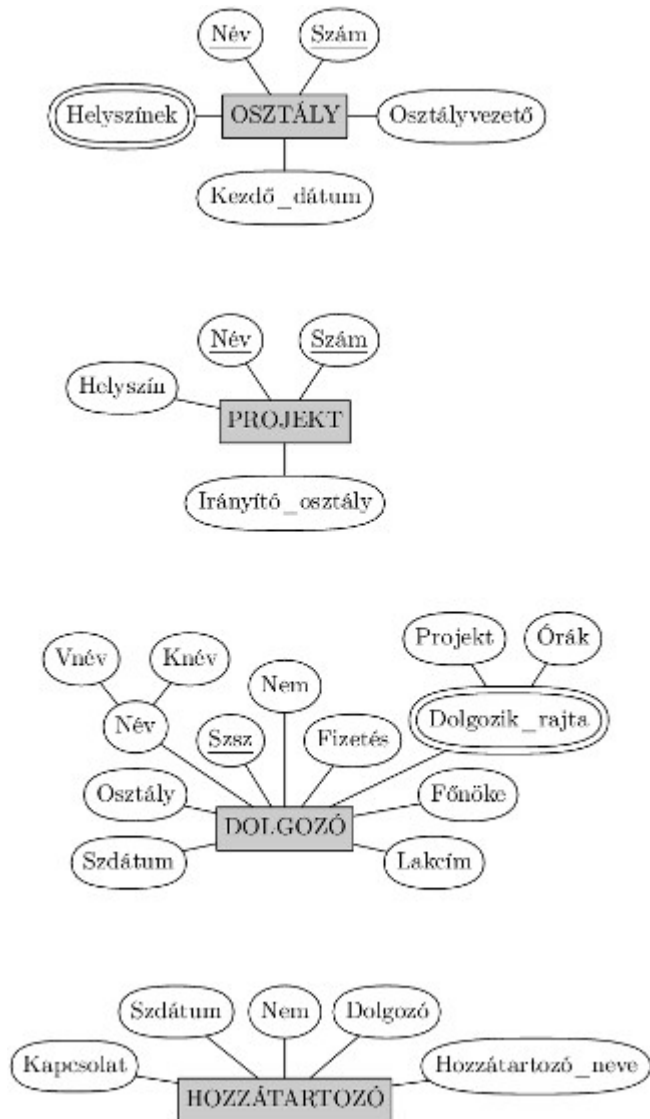 Név
Szám
Helyszínek
OSZTÁLY
Osztályvezető
Kezdő_dátum
Név
Szám
Helyszín
PROJEKT
Irányító_osztály
Projekt
Órák
Vnév
Knév
Nem
Név
Dolgozik_rajta
Szsz
Fizetés
Osztály
Főnöke
DOLGOZÓ
Szdátum
Lakcím
Szdátum
Nem
Dolgozó
Kapcsolat
Hozzátartozó_neve
HOZZÁTARTOZÓ